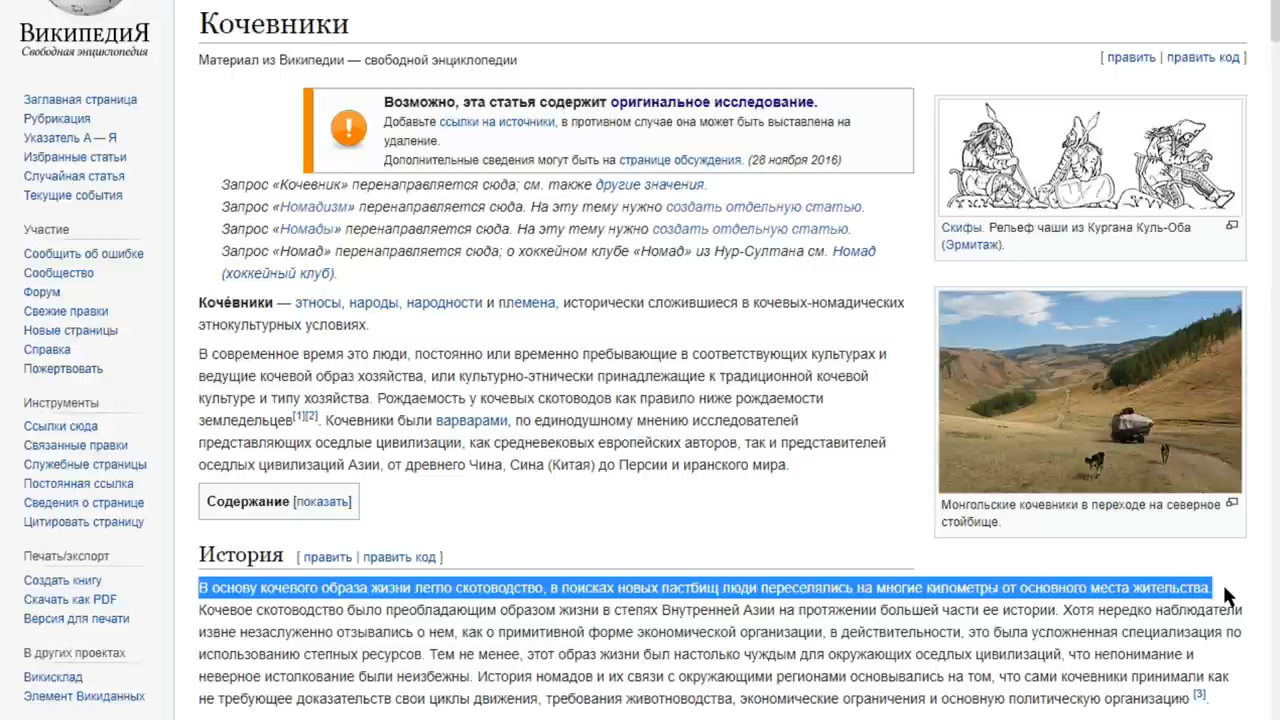 ВикипедиЯ
Свободная энциклопедия
Заглавная страница
Рубрикация
Указатель А — Я
Избранные статьи
Случайная статья
Текущие события
Участие
Сообщить об ошибке
Сообщество
Форум
Свежие правки
Новые страницы
Справка
Пожертвовать
Инструменты
Ссылки сюда
Связанные правки
Служебные страницы
Постоянная ссылка
Сведения о странице
Цитировать страницу
Печать/экспорт
Создать книгу
Скачать как PDF
Версия для печати
В других проектах
Викисклад
Элемент Викиданных
Кочевники
Материал из Википедии — свободной энциклопедии
[ править | править код ]
Возможно, эта статья содержит оригинальное исследование.
Добавьте ссылки на источники, в противном случае она может быть выставлена на
удаление.
Дополнительные сведения могут быть на странице обсуждения. (28 ноября 2016)
Запрос «Кочевник» перенаправляется сюда; см. также другие значения.
Запрос «Номадизм» перенаправляется сюда. На эту тему нужно создать отдельную статью.
Запрос «Номады» перенаправляется сюда. На эту тему нужно создать отдельную статью.
Запрос «Номад» перенаправляется сюда; о хоккейном клубе «Номад» из Нур-Султана см. Номад
(хоккейный клуб).
Коче́вники — этносы, народы, народности и племена, исторически сложившиеся в кочевых-номадических
этнокультурных условиях.
В современное время это люди, постоянно или временно пребывающие в соответствующих культурах и
ведущие кочевой образ хозяйства, или культурно-этнически принадлежащие к традиционной кочевой
культуре и типу хозяйства. Рождаемость у кочевых скотоводов как правило ниже рождаемости
земледельцев[1][2]. Кочевники были варварами, по единодушному мнению исследователей
представляющих оседлые цивилизации, как средневековых европейских авторов, так и представителей
оседлых цивилизаций Азии, от древнего Чина, Сина (Китая) до Персии и иранского мира.
Содержание [показать]
Скифы. Рельеф чаши из Кургана Куль-Оба
(Эрмитаж).
Монгольские кочевники в переходе на северное
стойбище.
История [ править | править код ]
В основу кочевого образа жизни легло скотоводство, в поисках новых пастбищ люди переселялись на многие километры от основного места жительства.
Кочевое скотоводство было преобладающим образом жизни в степях Внутренней Азии на протяжении большей части ее истории. Хотя нередко наблюдатели
извне незаслуженно отзывались о нем, как о примитивной форме экономической организации, в действительности, это была усложненная специализация по
использованию степных ресурсов. Тем не менее, этот образ жизни был настолько чуждым для окружающих оседлых цивилизаций, что непонимание и
неверное истолкование были неизбежны. История номадов и их связи с окружающими регионами основывались на том, что сами кочевники принимали как
не требующее доказательств свои циклы движения, требования животноводства, экономические ограничения и основную политическую организацию [3].